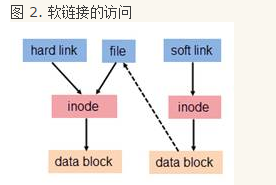 图 2. 软链接的访问
hard link file soft link
inode inode
data block data block